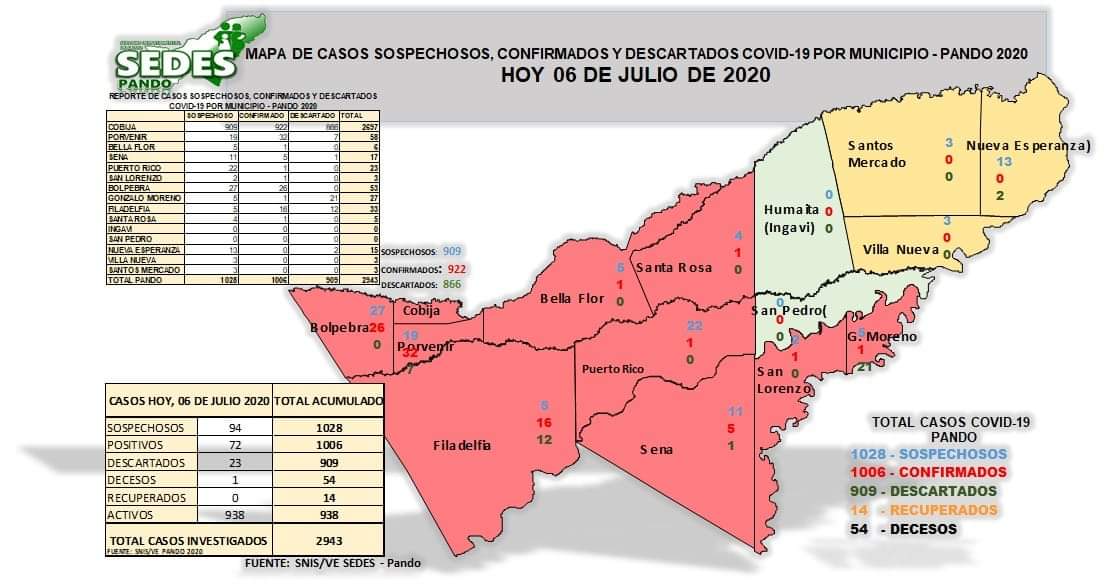 SEDES
PANDO
MAPA DE CASOS SOSPECHOSOS, CONFIRMADOS Y DESCARTADOS COVID-19 POR MUNICIPIO - PANDO 2020
HOY 06 DE JULIO DE 2020
REPORTE DE CASOS SOSPECHOSOS, CONFIRMADOS Y DESCARTADOS
COVID-19 POR MUNICIPIO - PANDO 2020
SOSPECHOSO CONFIRMADO DESCARTADO TOTAL
COBIJA 909 922 866 2697
PORVENIR 19 32 7 58
BELLA FLOR 5 1 0 6
SENA 11 5 1 17
PUERTO RICO 22 1 0 23
SAN LORENZO 2 1 0 3
BOLPEBRA 27 26 0 53
GONZALO MORENO 5 1 21 27
FILADELFIA 5 16 12 33
SANTA ROSA 4 1 0 5
INGAVI 0 0 0 0
SAN PEDRO 0 0 0 0
NUEVA ESPERANZA 13 0 2 15
VILLA NUEVA 3 0 0 3
SANTOS MERCADO 3 0 0 3
TOTAL PANDO 1028 1006 909 2943
SOSPECHOSOS: 909
CONFIRMADOS: 922
DESCARTADOS: 866
Santos
Mercado
3
0
0
Nueva Esperanza)
13
0
2
Humaita
(Ingavi)
0
0
0
Villa Nueva
3
0
0
Santa Rosa
4
1
0
Bella Flor
5
1
0
San Pedro(
0
0
0
Cobija
Bolpebra
27
26
0
Porvenir
19
32
7
Puerto Rico
22
1
0
G. Moreno
5
1
21
San
Lorenzo
2
1
0
Filadelfia
5
16
12
Sena
11
5
1
CASOS HOY, 06 DE JULIO 2020 TOTAL ACUMULADO
SOSPECHOSOS 94 1028
POSITIVOS 72 1006
DESCARTADOS 23 909
DECESOS 1 54
RECUPERADOS 0 14
ACTIVOS 938 938
TOTAL CASOS INVESTIGADOS 2943
FUENTE: SNIS/VE PANDO 2020
FUENTE: SNIS/VE SEDES - Pando
TOTAL CASOS COVID-19
PANDO
1028 - SOSPECHOSOS
1006 - CONFIRMADOS
909 - DESCARTADOS
14 - RECUPERADOS
54 - DECESOS